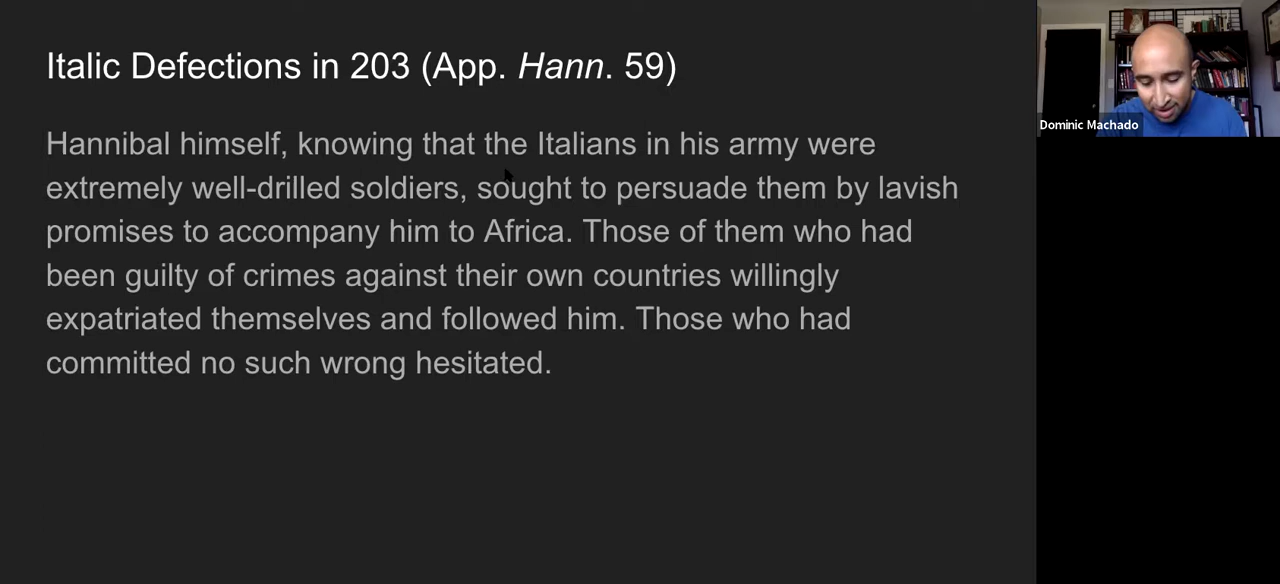 Italic Defections in 203 (App. Hann. 59)
Hannibal himself, knowing that the Italians in his army were
extremely well-drilled soldiers, sought to persuade them by lavish
promises to accompany him to Africa. Those of them who had
been guilty of crimes against their own countries willingly
expatriated themselves and followed him. Those who had
committed no such wrong hesitated.
Dominic Machado